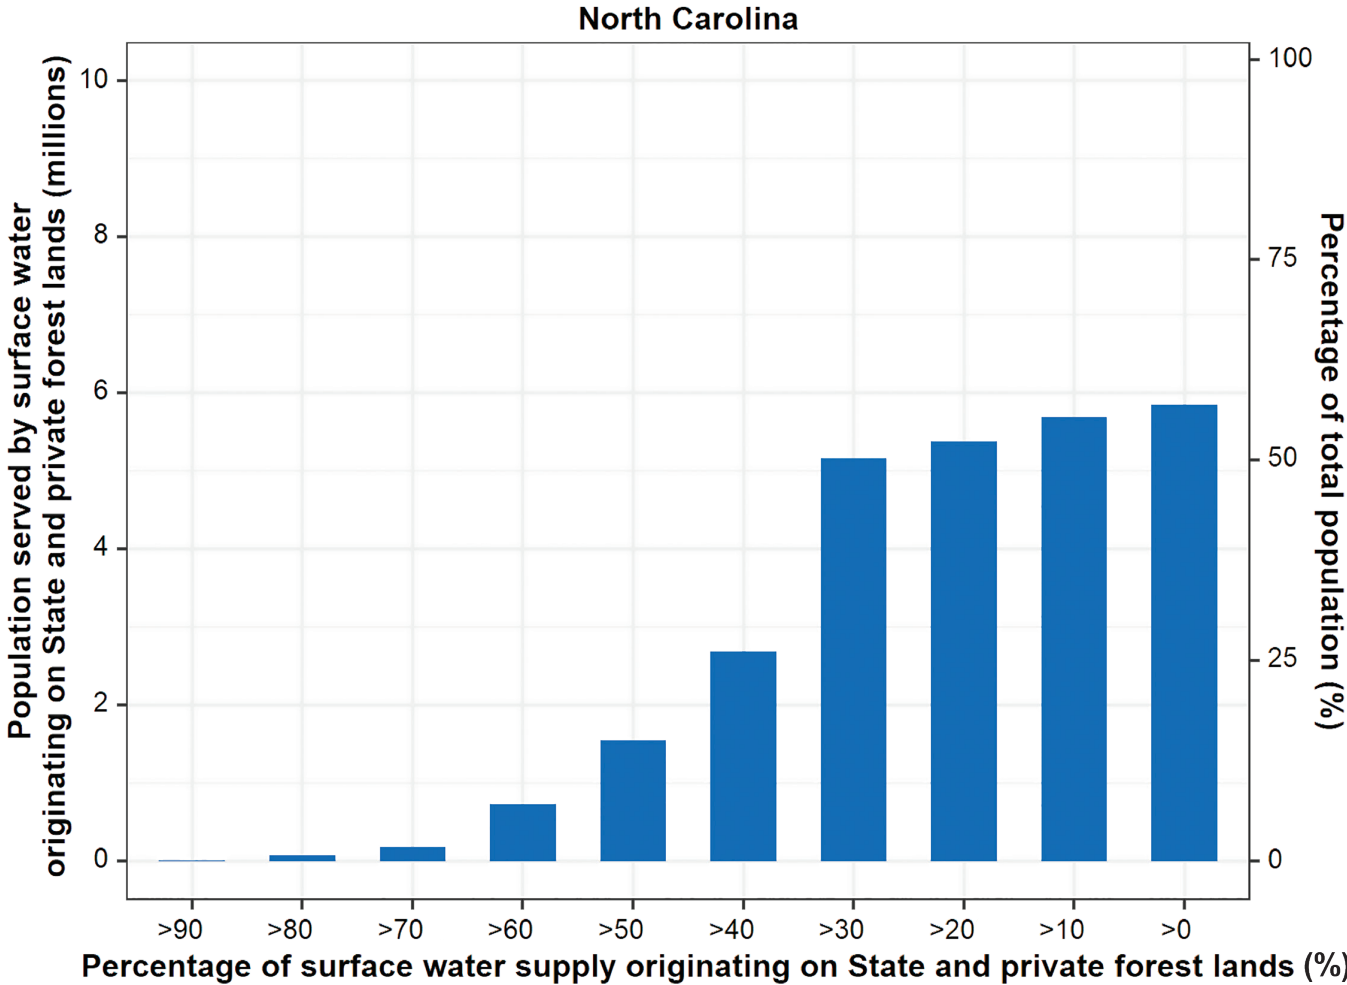 North Carolina
Population served by surface water
originating on State and private forest lands (millions)
10
8
6
4
2
0
100
75
50
25
0
Percentage of total population (%)
>90 >80 >70 >60 >50 >40 >30 >20 >10 >0
Percentage of surface water supply originating on State and private forest lands (%)